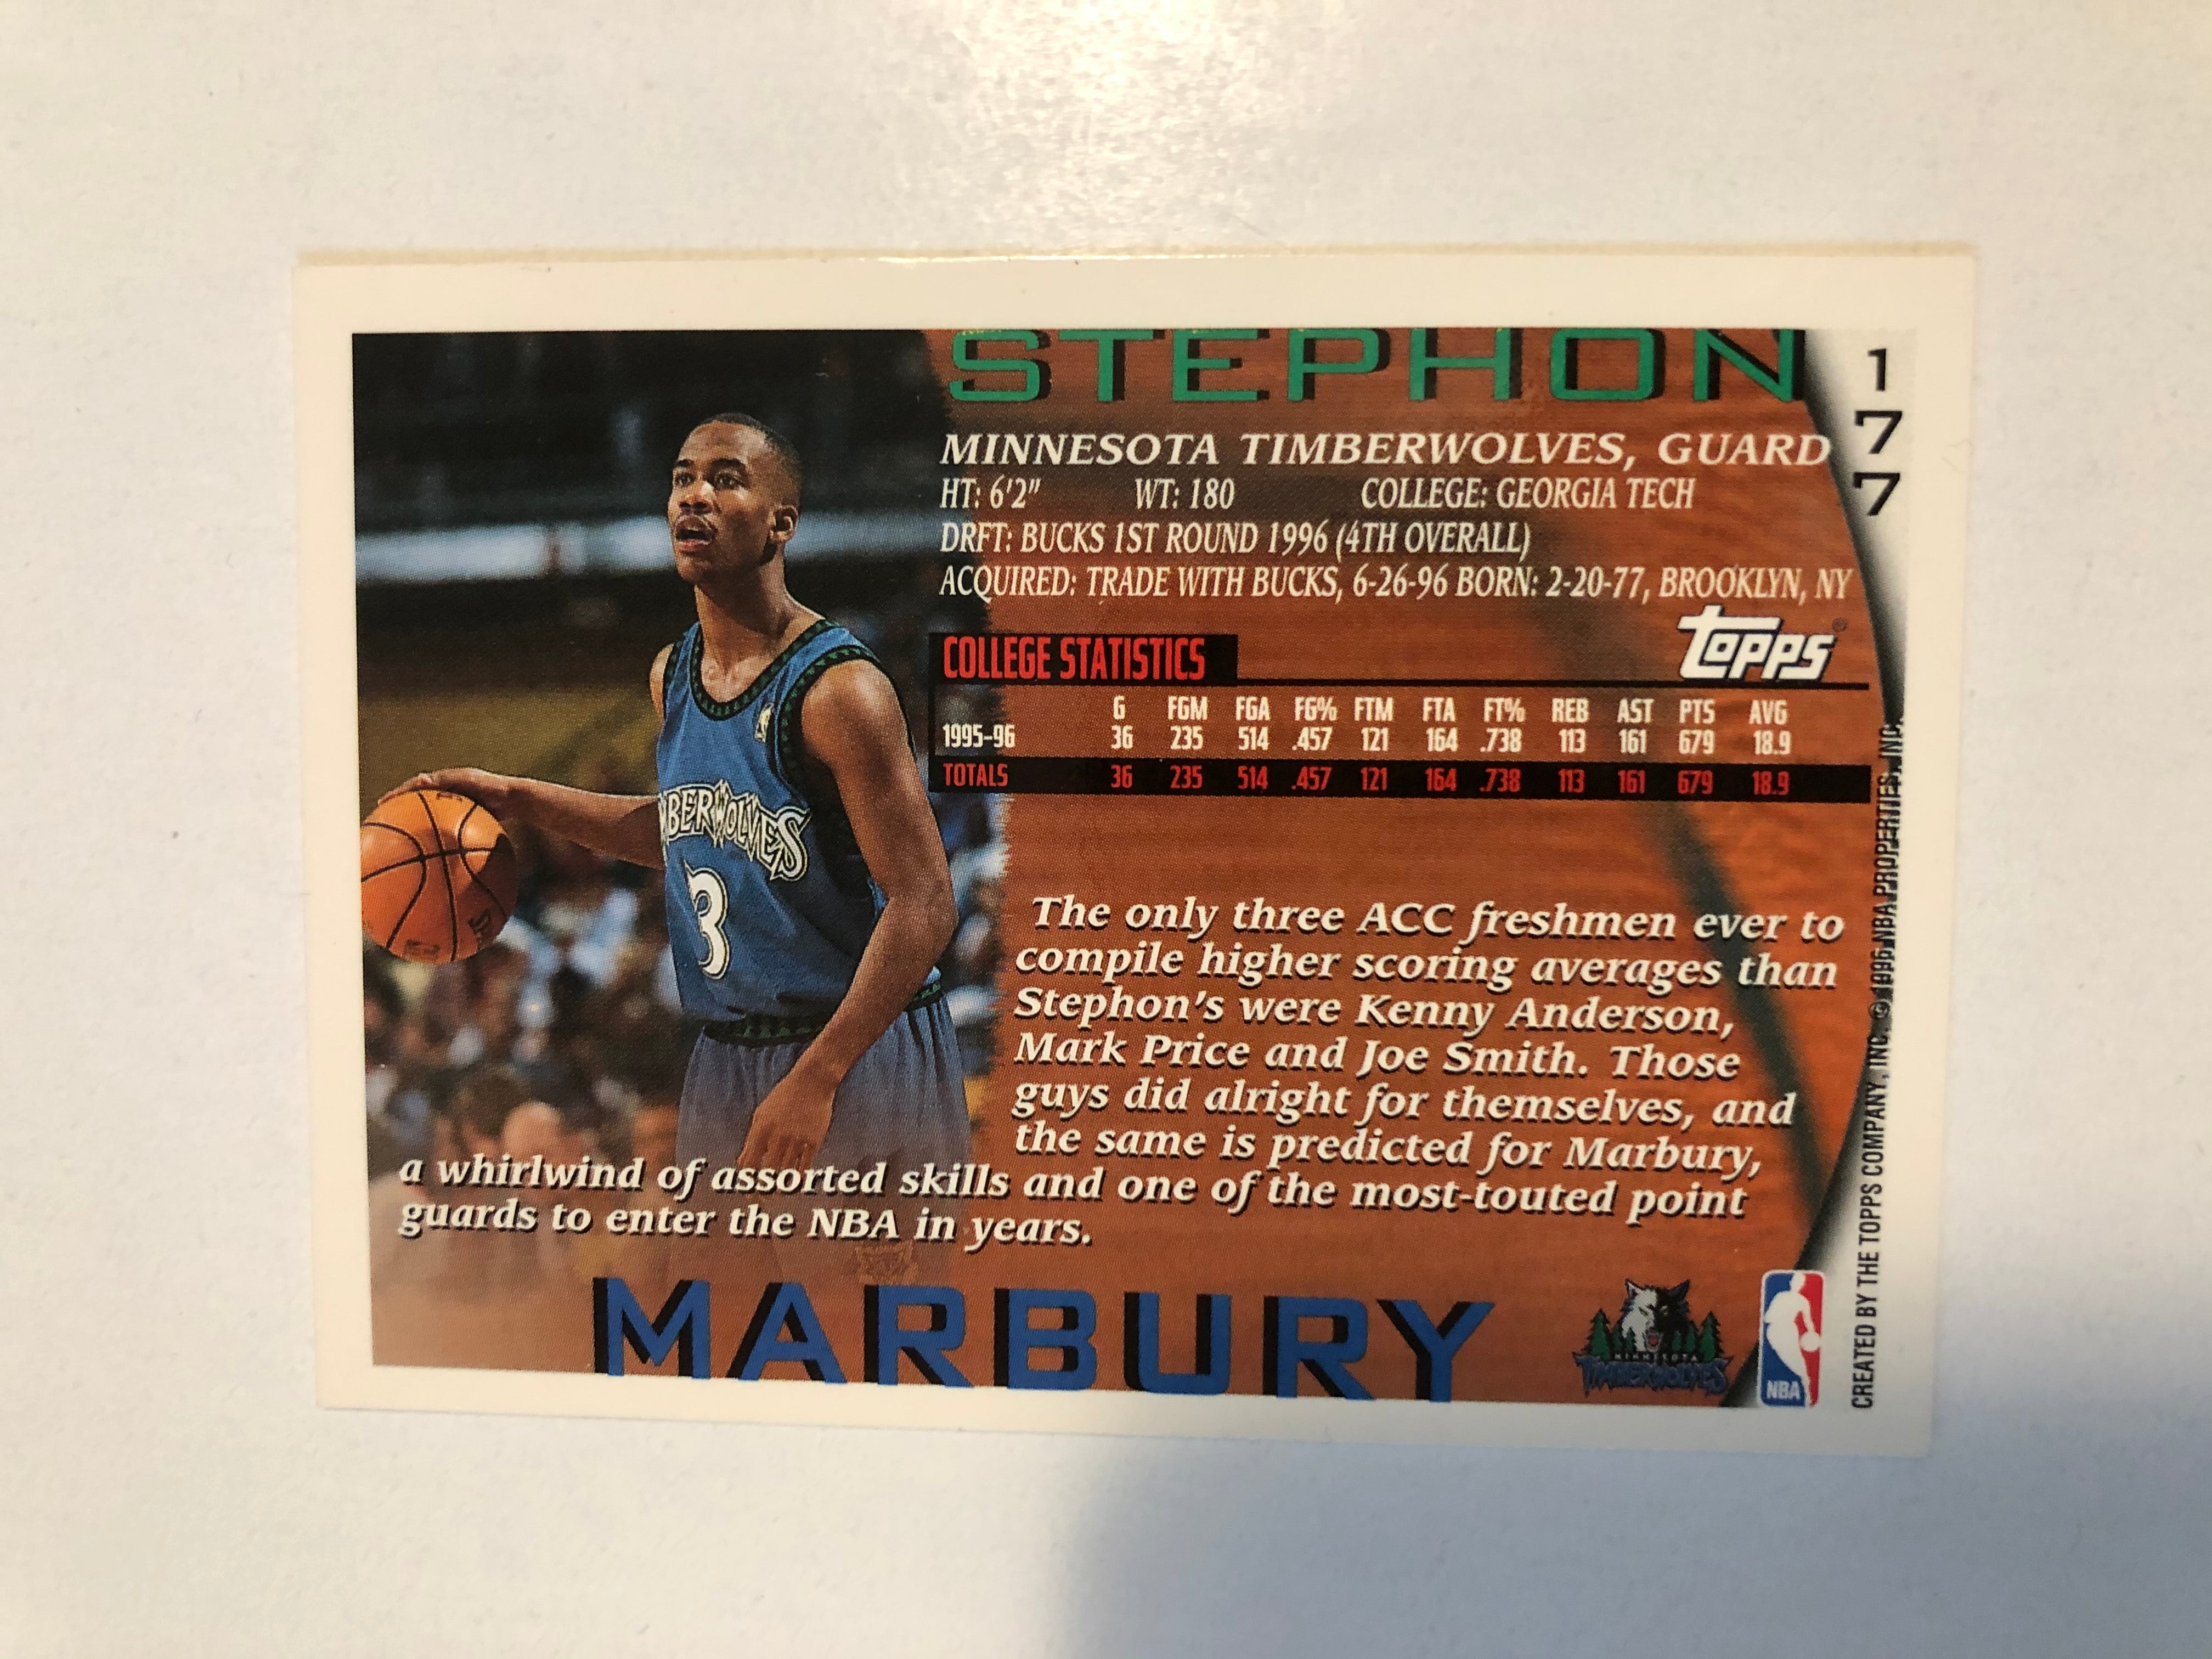 STEPHON
177
MINNESOTA TIMBERWOLVES, GUARD
HT: 6'2" WT: 180 COLLEGE: GEORGIA TECH
DRFT: BUCKS 1ST ROUND 1996 (4TH OVERALL)
ACQUIRED: TRADE WITH BUCKS, 6-26-96 BORN: 2-20-77, BROOKLYN, NY
TOPPS®
COLLEGE STATISTICS
G FGM FGA FG% FTM FTA FT% REB AST PTS AVG
1995-96 36 235 514 .457 121 164 .738 113 161 679 18.9
TOTALS 36 235 514 .457 121 164 .738 113 161 679 18.9
The only three ACC freshmen ever to
compile higher scoring averages than
Stephon's were Kenny Anderson,
Mark Price and Joe Smith. Those
guys did alright for themselves, and
the same is predicted for Marbury,
a whirlwind of assorted skills and one of the most-touted point
guards to enter the NBA in years.
MARBURY
MINNESOTA
TIMBERWOLVES
NBA
CREATED BY THE TOPPS COMPANY, INC. © 1996 NBA PROPERTIES, INC.
MBERWOLVES
3